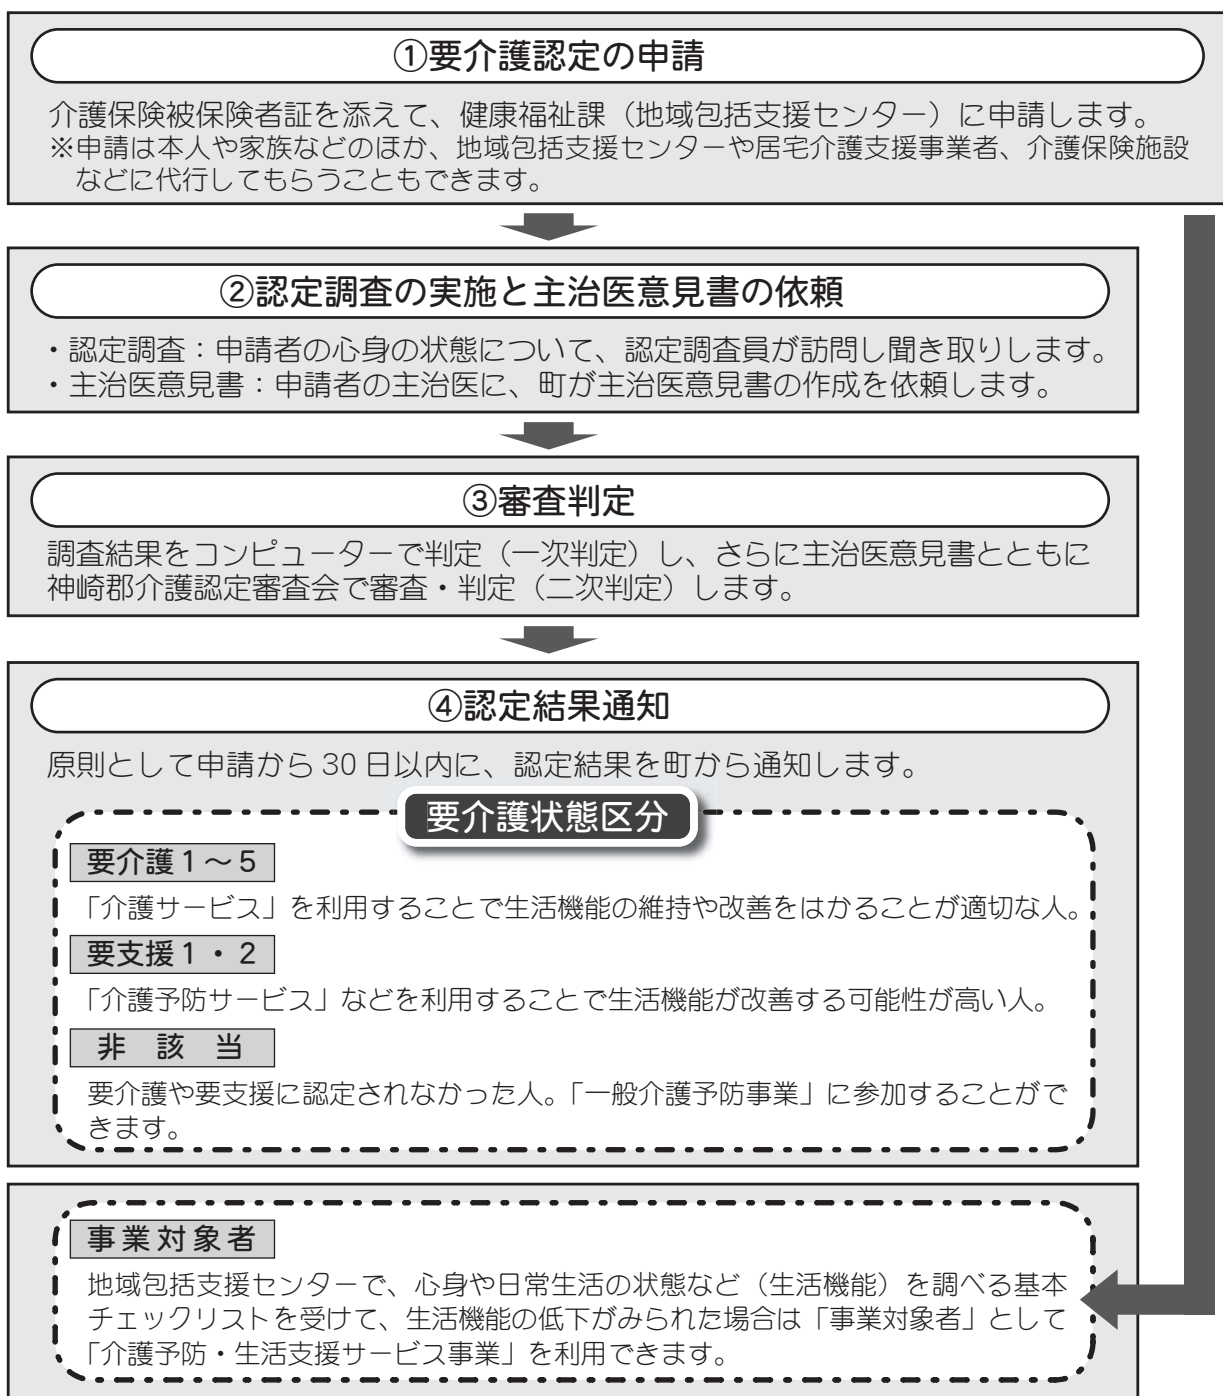 ①要介護認定の申請
介護保険被保険者証を添えて、健康福祉課（地域包括支援センター）に申請します。
※申請は本人や家族などのほか、地域包括支援センターや居宅介護支援事業者、介護保険施設
などに代行してもらうこともできます。
②認定調査の実施と主治医意見書の依頼
・認定調査：申請者の心身の状態について、認定調査員が訪問し聞き取りします。
・主治医意見書：申請者の主治医に、町が主治医意見書の作成を依頼します。
③審査判定
調査結果をコンピューターで判定（一次判定）し、さらに主治医意見書とともに
神崎郡介護認定審査会で審査・判定（二次判定）します。
④認定結果通知
原則として申請から 30 日以内に、認定結果を町から通知します。
要介護状態区分
要介護１～５
「介護サービス」を利用することで生活機能の維持や改善をはかることが適切な人。
要支援１・２
「介護予防サービス」などを利用することで生活機能が改善する可能性が高い人。
非　該　当
要介護や要支援に認定されなかった人。「一般介護予防事業」に参加することがで
きます。
事業対象者
地域包括支援センターで、心身や日常生活の状態など（生活機能）を調べる基本
チェックリストを受けて、生活機能の低下がみられた場合は「事業対象者」として
「介護予防・生活支援サービス事業」を利用できます。